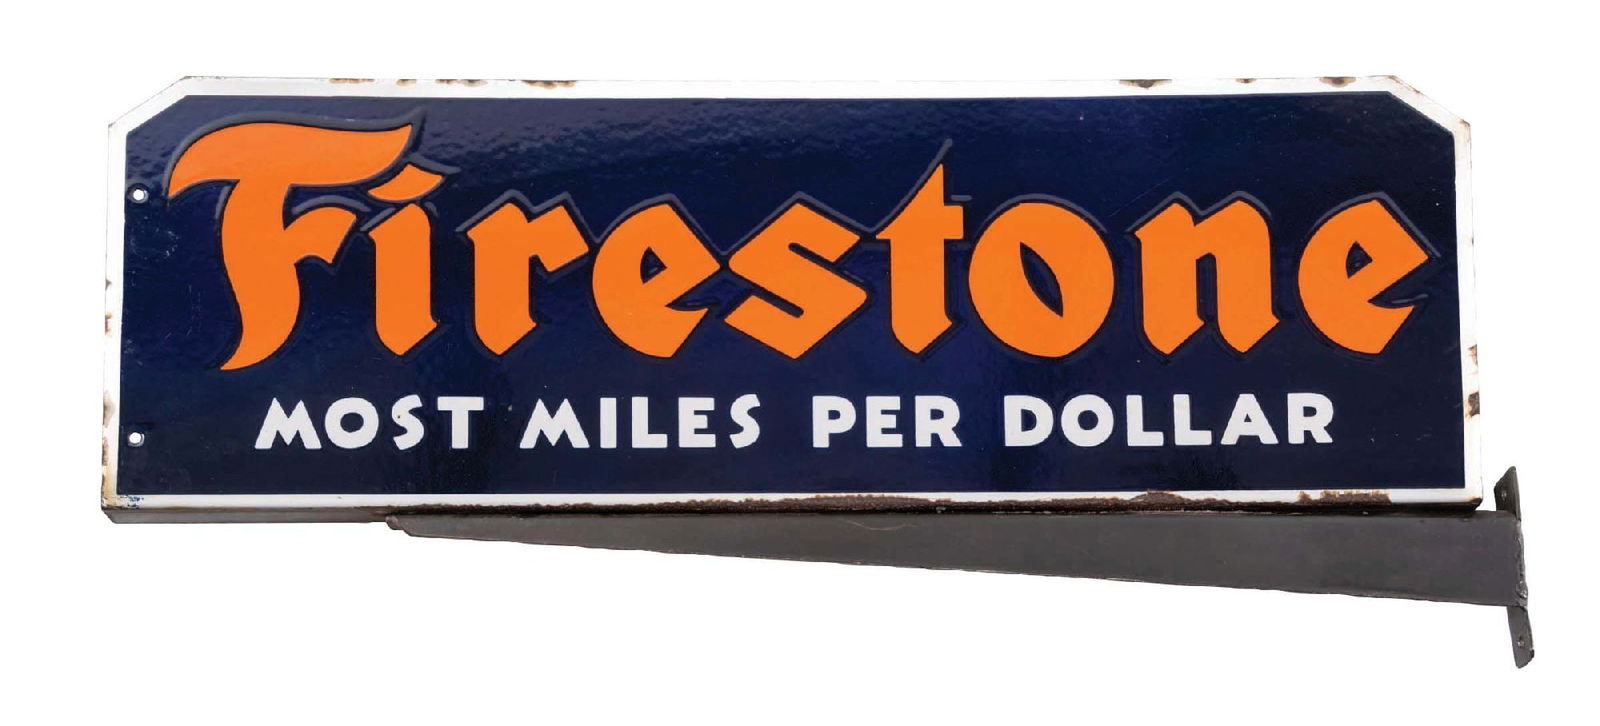 Firestone
MOST MILES PER DOLLAR